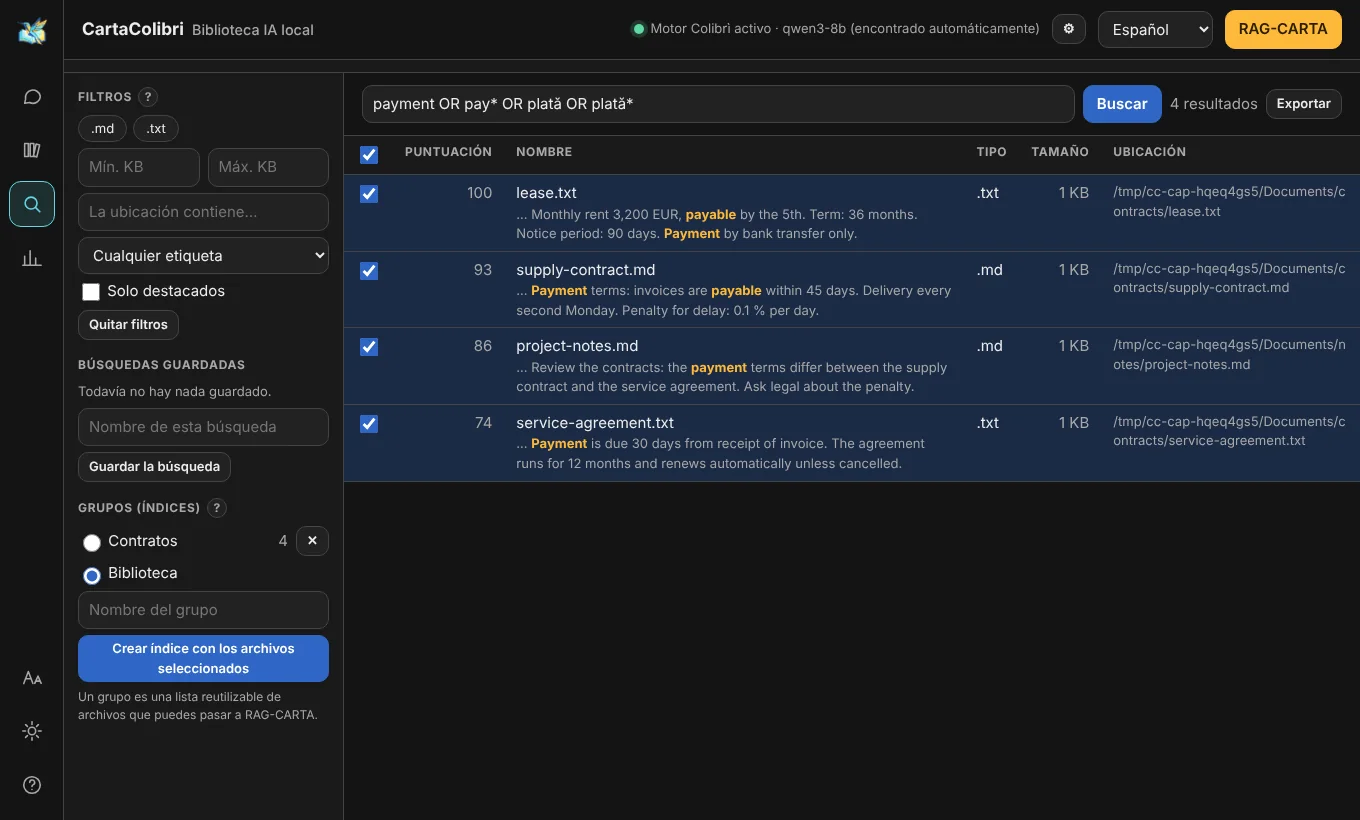 CartaColibri Biblioteca IA local
Motor Colibrì activo · qwen3-8b (encontrado automáticamente)
Español
RAG-CARTA
FILTROS ?
.md .txt
Mín. KB Máx. KB
La ubicación contiene...
Cualquier etiqueta
Solo destacados
Quitar filtros
BÚSQUEDAS GUARDADAS
Todavía no hay nada guardado.
Nombre de esta búsqueda
Guardar la búsqueda
GRUPOS (ÍNDICES) ?
Contratos 4 ×
Biblioteca
Nombre del grupo
Crear índice con los archivos
seleccionados
Un grupo es una lista reutilizable de
archivos que puedes pasar a RAG-CARTA.
payment OR pay* OR plată OR plată*
Buscar
4 resultados
Exportar
PUNTUACIÓN NOMBRE TIPO TAMAÑO UBICACIÓN
100 lease.txt .txt 1 KB
... Monthly rent 3,200 EUR, payable by the 5th. Term: 36 months.
Notice period: 90 days. Payment by bank transfer only.
/tmp/cc-cap-hqeq4gs5/Documents/c
ontracts/lease.txt
93 supply-contract.md .md 1 KB
... Payment terms: invoices are payable within 45 days. Delivery every
second Monday. Penalty for delay: 0.1 % per day.
/tmp/cc-cap-hqeq4gs5/Documents/c
ontracts/supply-contract.md
86 project-notes.md .md 1 KB
... Review the contracts: the payment terms differ between the supply
contract and the service agreement. Ask legal about the penalty.
/tmp/cc-cap-hqeq4gs5/Documents/n
otes/project-notes.md
74 service-agreement.txt .txt 1 KB
... Payment is due 30 days from receipt of invoice. The agreement
runs for 12 months and renews automatically unless cancelled.
/tmp/cc-cap-hqeq4gs5/Documents/c
ontracts/service-agreement.txt
AA
?